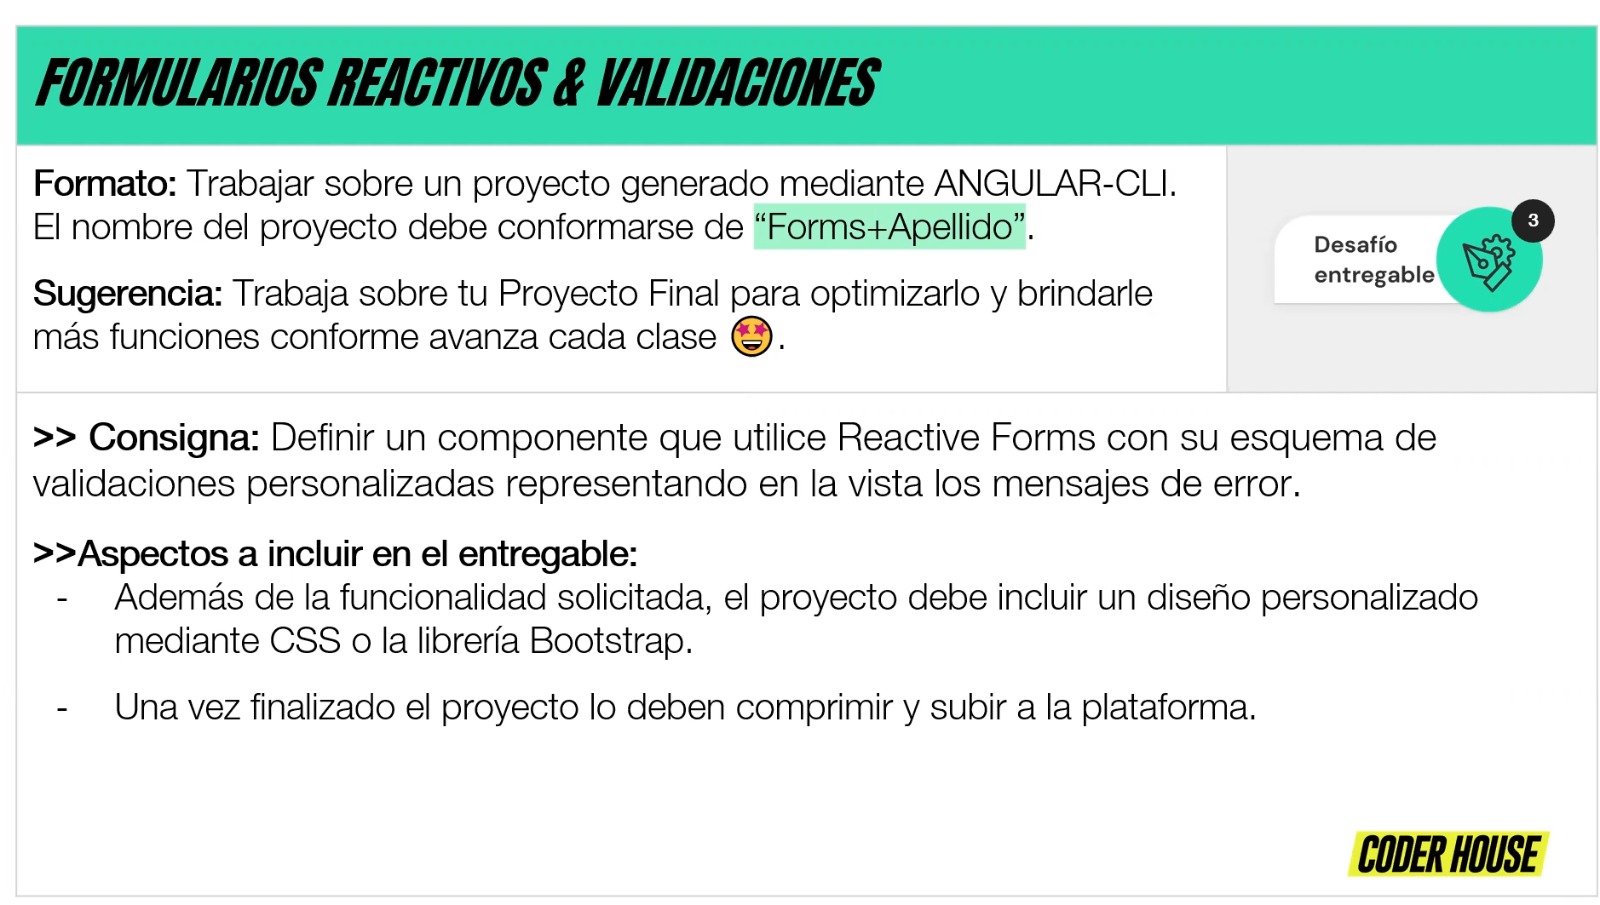 FORMULARIOS REACTIVOS & VALIDACIONES
Formato: Trabajar sobre un proyecto generado mediante ANGULAR-CLI.
El nombre del proyecto debe conformarse de “Forms+Apellido”.
Sugerencia: Trabaja sobre tu Proyecto Final para optimizarlo y brindarle
más funciones conforme avanza cada clase 🤩.
3
Desafío
entregable
>> Consigna: Definir un componente que utilice Reactive Forms con su esquema de
validaciones personalizadas representando en la vista los mensajes de error.
>>Aspectos a incluir en el entregable:
- Además de la funcionalidad solicitada, el proyecto debe incluir un diseño personalizado
mediante CSS o la librería Bootstrap.
- Una vez finalizado el proyecto lo deben comprimir y subir a la plataforma.
CODER HOUSE